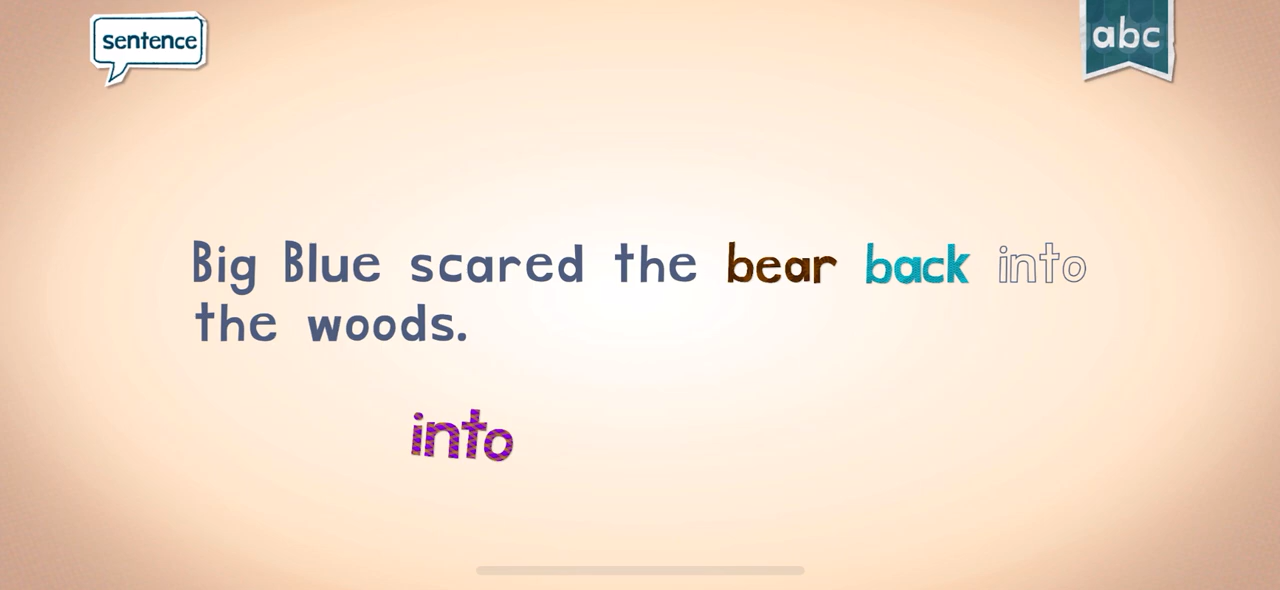 sentence
abc
Big Blue scared the bear back into
the woods.
into